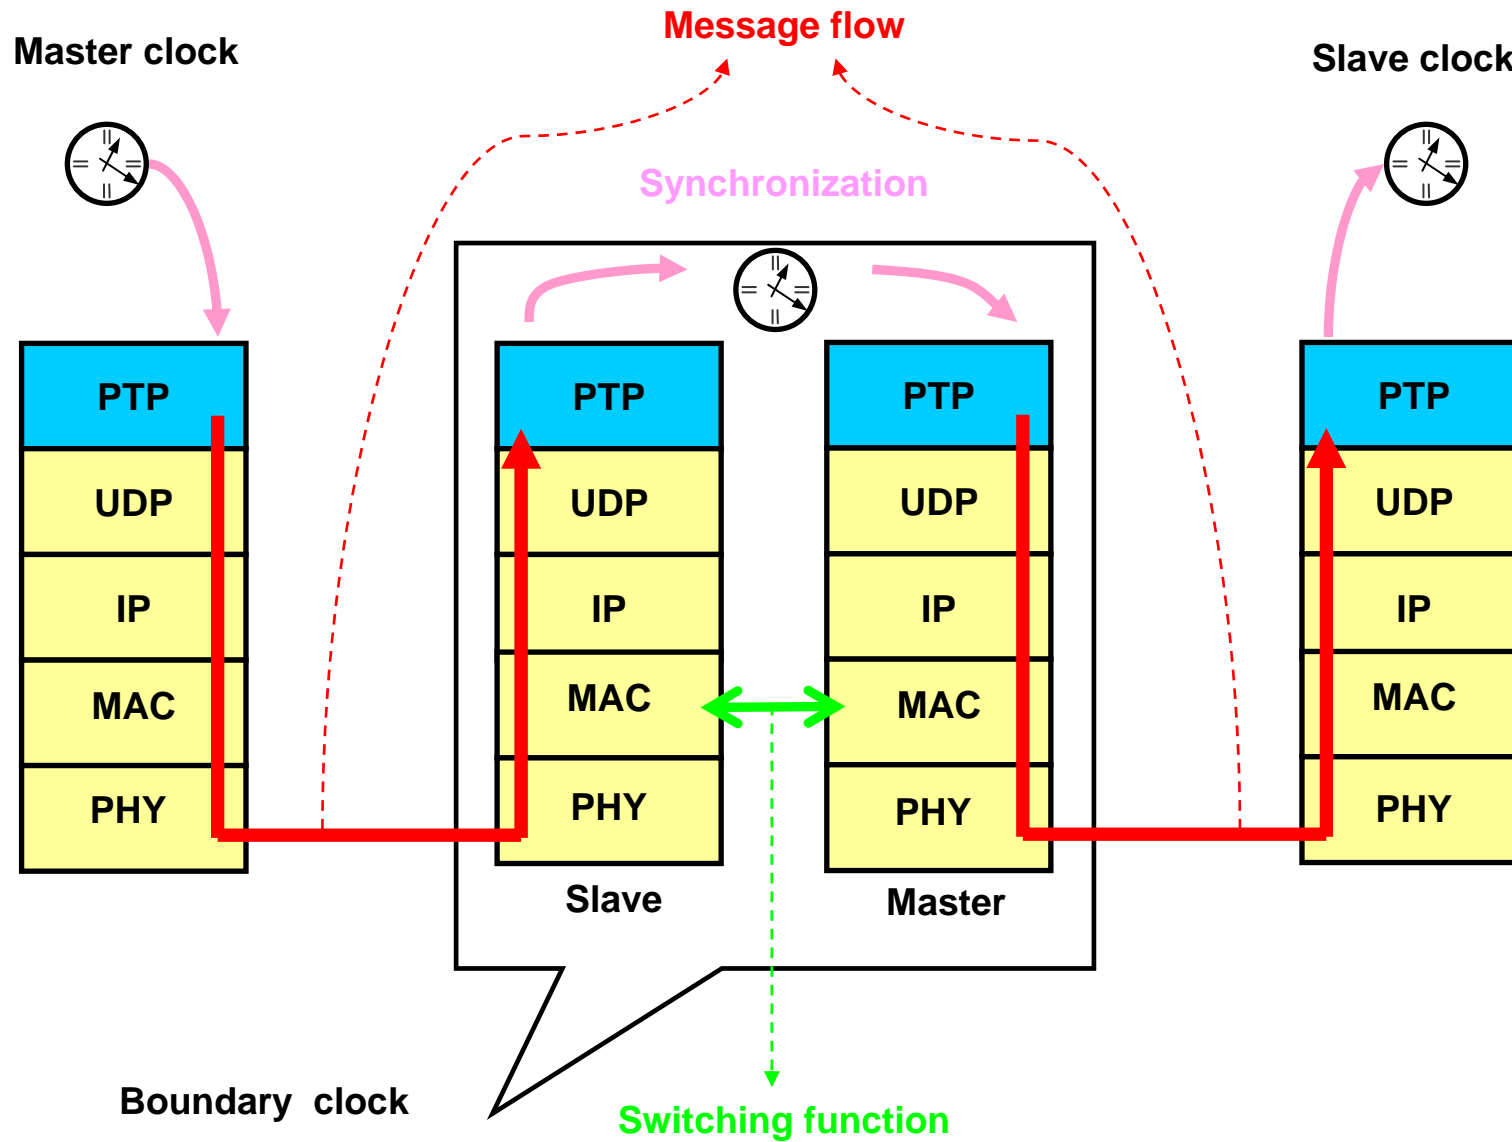 Message flow
Master clock
Slave clock
Synchronization
PTP
PTP
PTP
PTP
UDP
UDP
UDP
UDP
IP
IP
IP
IP
MAC
MAC
MAC
MAC
PHY
PHY
PHY
PHY
Slave
Master
Boundary clock
Switching function